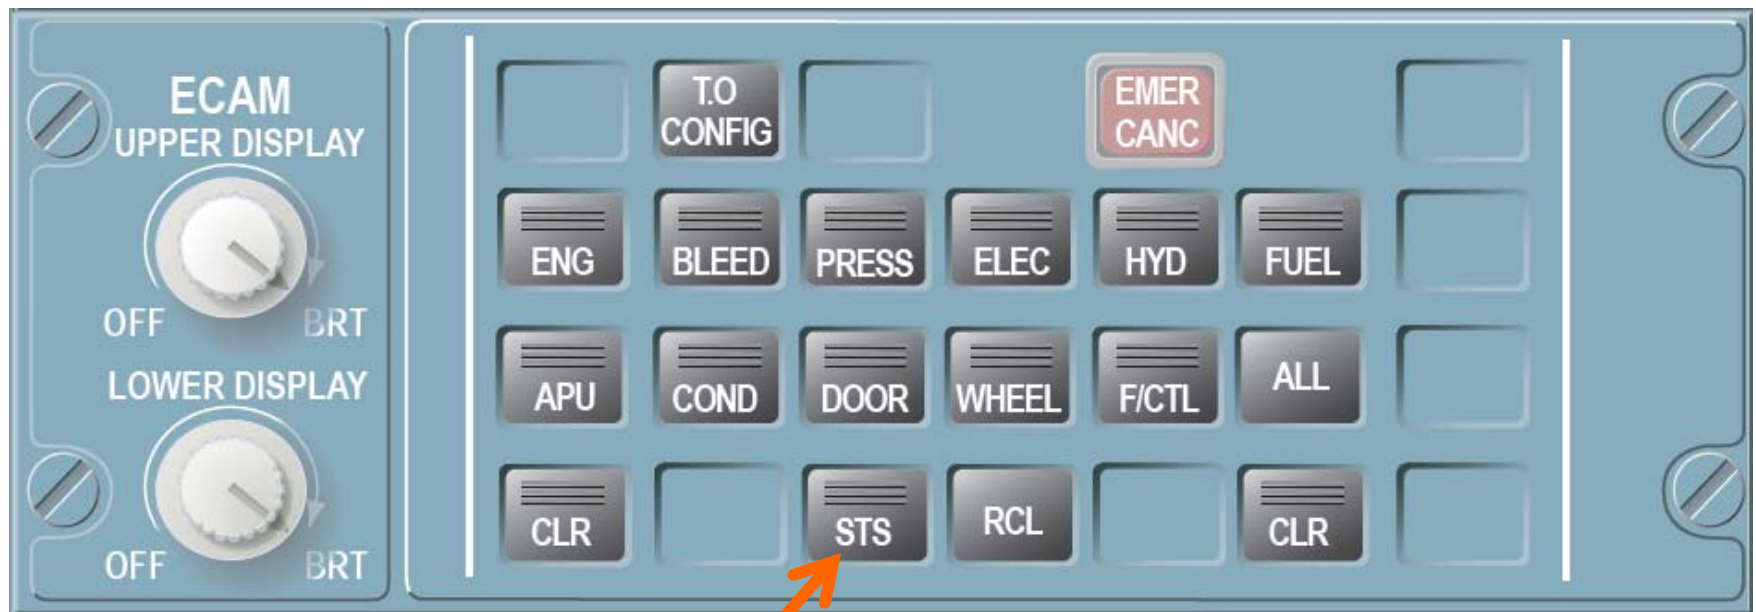 ECAM
UPPER DISPLAY
OFF
BRT
LOWER DISPLAY
OFF
BRT
T.O
CONFIG
EMER
CANC
ENG
BLEED
PRESS
ELEC
HYD
FUEL
APU
COND
DOOR
WHEEL
F/CTL
ALL
CLR
STS
RCL
CLR